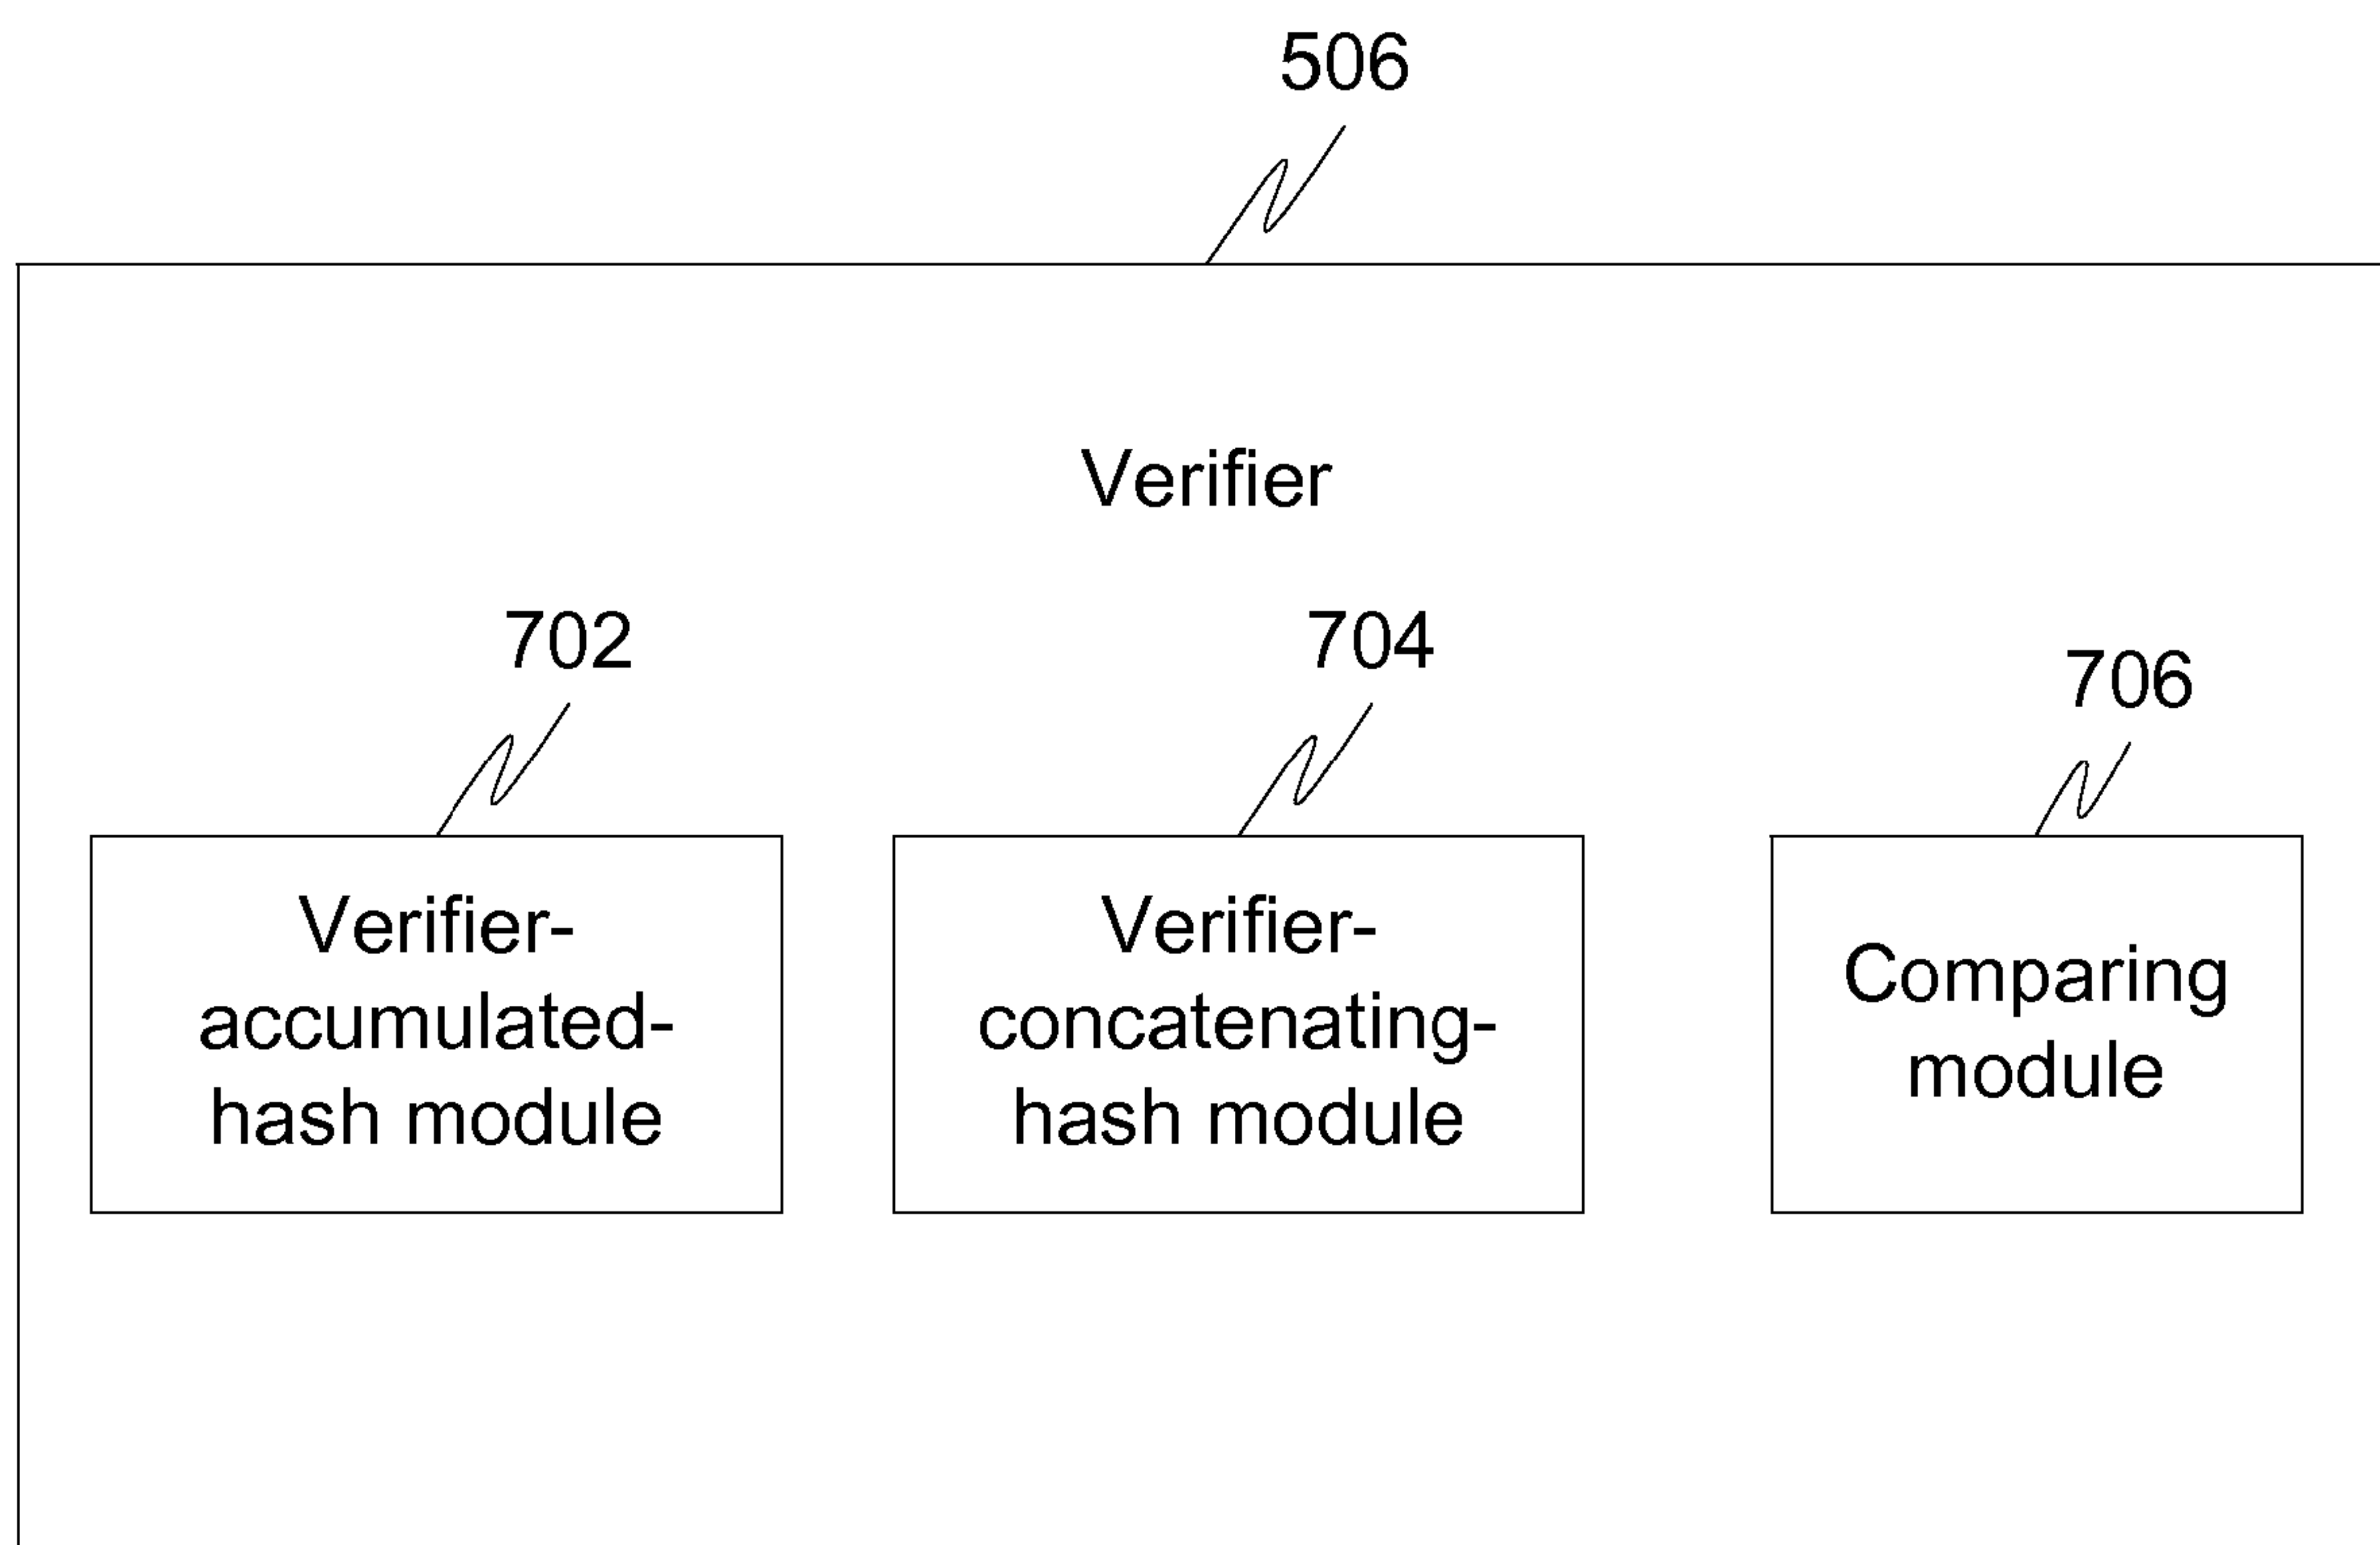 506
Verifier
702
704
706
Verifier-
accumulated-
hash module
Verifier-
concatenating-
hash module
Comparing
module